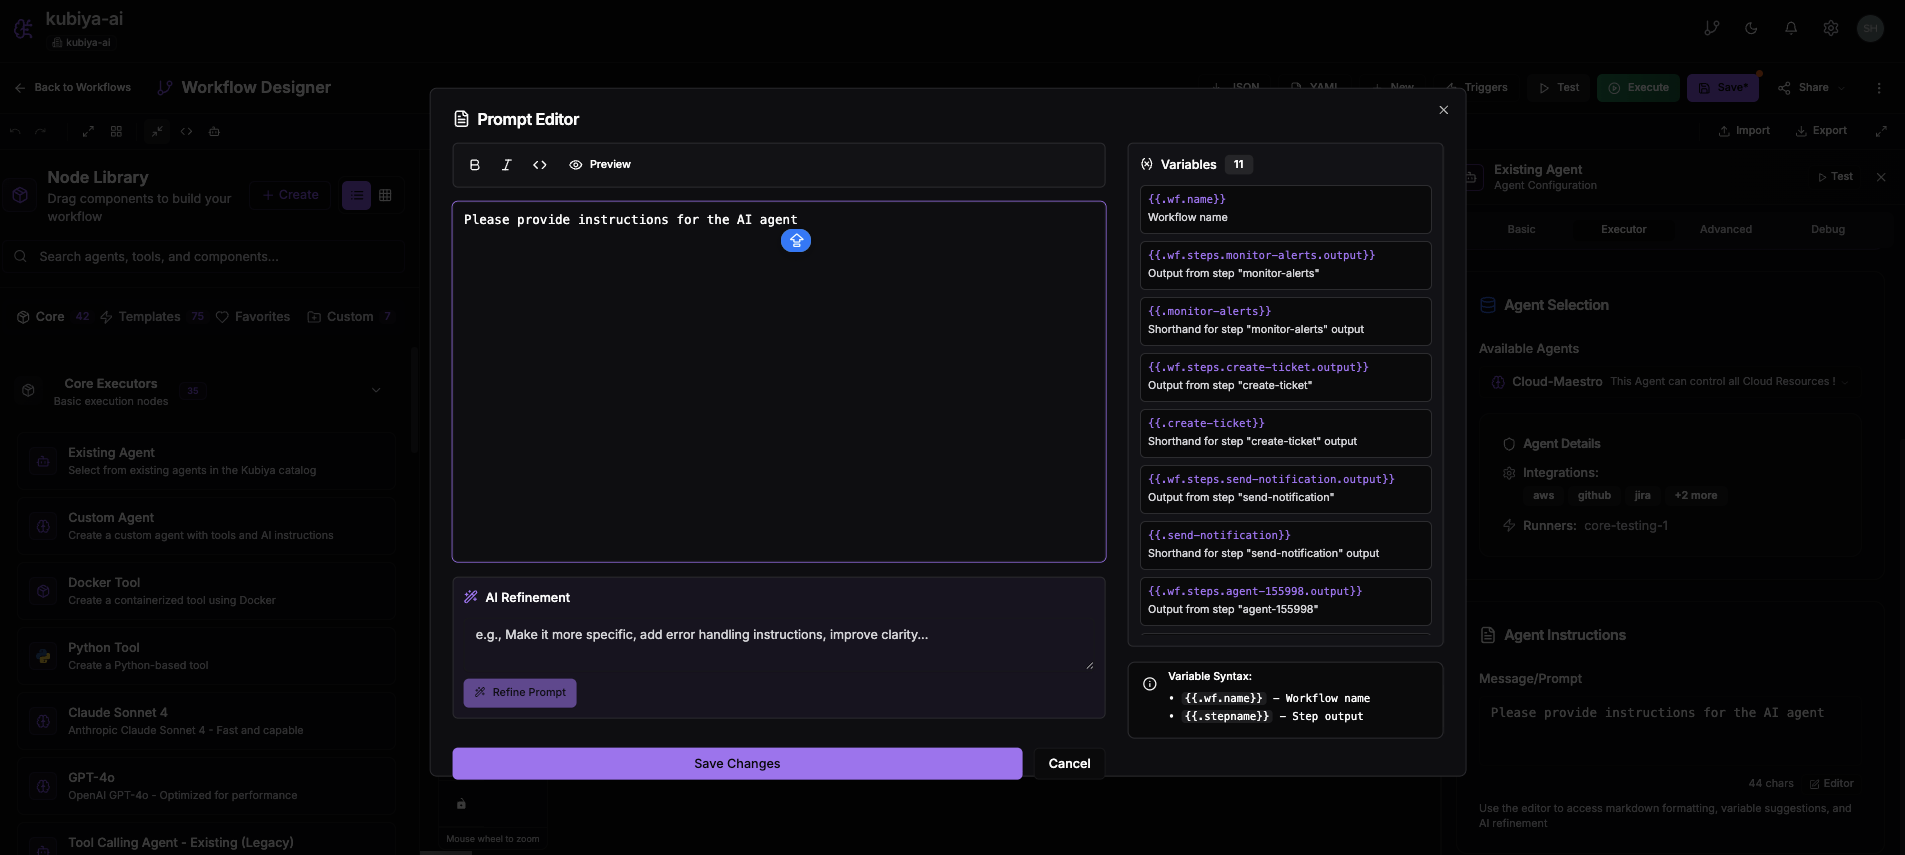 kubiya-ai
kubiya-ai
SH
Back to Workflows
Workflow Designer
JSON
YAML
New
Triggers
Test
Execute
Save*
Share
Import
Export
Node Library
Drag components to build your
workflow
+ Create
Search agents, tools, and components...
Core 42
Templates 75
Favorites
Custom 7
Core Executors 35
Basic execution nodes
Existing Agent
Select from existing agents in the Kubiya catalog
Custom Agent
Create a custom agent with tools and AI instructions
Docker Tool
Create a containerized tool using Docker
Python Tool
Create a Python-based tool
Claude Sonnet 4
Anthropic Claude Sonnet 4 - Fast and capable
GPT-4o
OpenAI GPT-4o - Optimized for performance
Tool Calling Agent - Existing (Legacy)
Prompt Editor
B I <> Preview
Please provide instructions for the AI agent
AI Refinement
e.g., Make it more specific, add error handling instructions, improve clarity...
Refine Prompt
Save Changes
Cancel
Mouse wheel to zoom
Variables 11
{{.wf.name}}
Workflow name
{{.wf.steps.monitor-alerts.output}}
Output from step "monitor-alerts"
{{.monitor-alerts}}
Shorthand for step "monitor-alerts" output
{{.wf.steps.create-ticket.output}}
Output from step "create-ticket"
{{.create-ticket}}
Shorthand for step "create-ticket" output
{{.wf.steps.send-notification.output}}
Output from step "send-notification"
{{.send-notification}}
Shorthand for step "send-notification" output
{{.wf.steps.agent-155998.output}}
Output from step "agent-155998"
Variable Syntax:
• {{.wf.name}} – Workflow name
• {{.stepname}} – Step output
Existing Agent
Agent Configuration
Test
Basic
Executor
Advanced
Debug
Agent Selection
Available Agents
Cloud-Maestro This Agent can control all Cloud Resources !
Agent Details
Integrations:
aws
github
jira
+2 more
Runners: core-testing-1
Agent Instructions
Message/Prompt
Please provide instructions for the AI agent
44 chars
Editor
Use the editor to access markdown formatting, variable suggestions, and
AI refinement